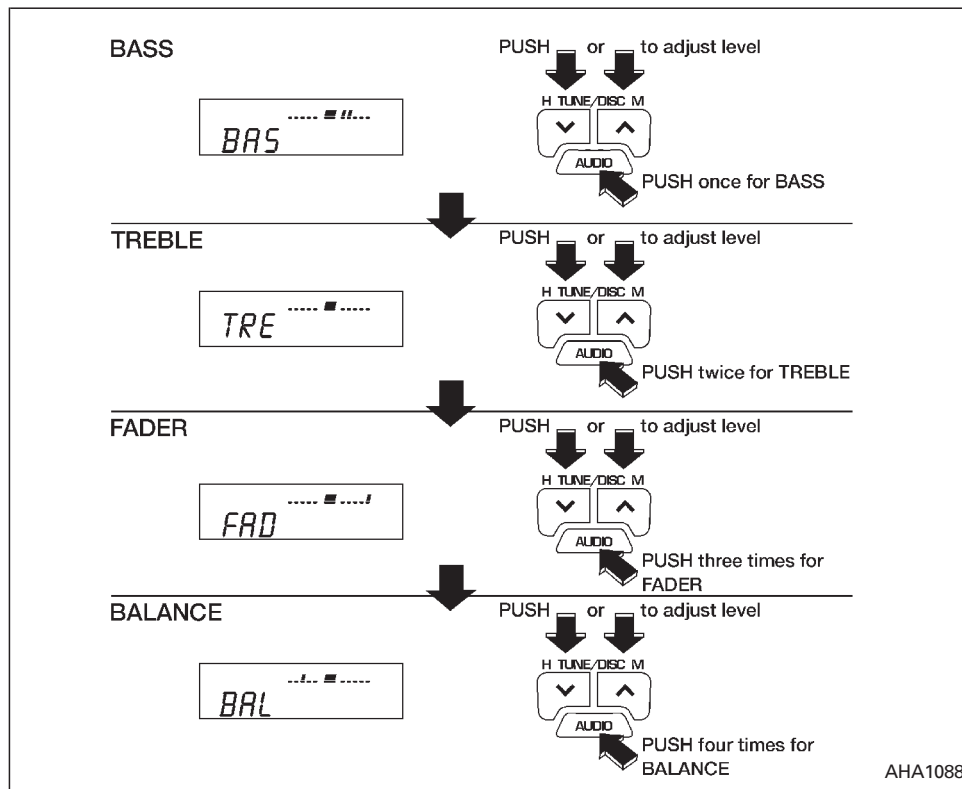 BASS
PUSH or to adjust level
H TUNE/DISC M
BAS
AUDIO
PUSH once for BASS
TREBLE
PUSH or to adjust level
H TUNE/DISC M
TRE
AUDIO
PUSH twice for TREBLE
FADER
PUSH or to adjust level
H TUNE/DISC M
FAD
AUDIO
PUSH three times for
FADER
BALANCE
PUSH or to adjust level
H TUNE/DISC M
BAL
AUDIO
PUSH four times for
BALANCE
AHA1088